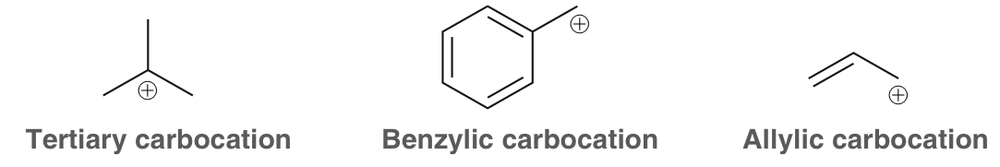 ⊕
⊕
⊕
Tertiary carbocation
Benzylic carbocation
Allylic carbocation